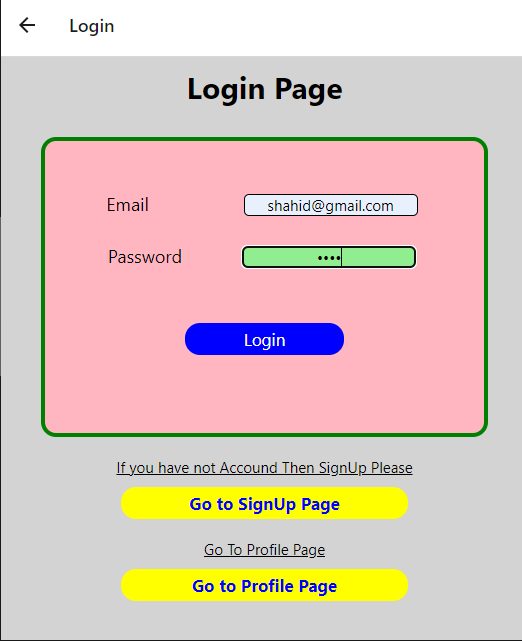 Login
Login Page
Email
shahid@gmail.com
Password
••••
Login
If you have not Accound Then SignUp Please
Go to SignUp Page
Go To Profile Page
Go to Profile Page